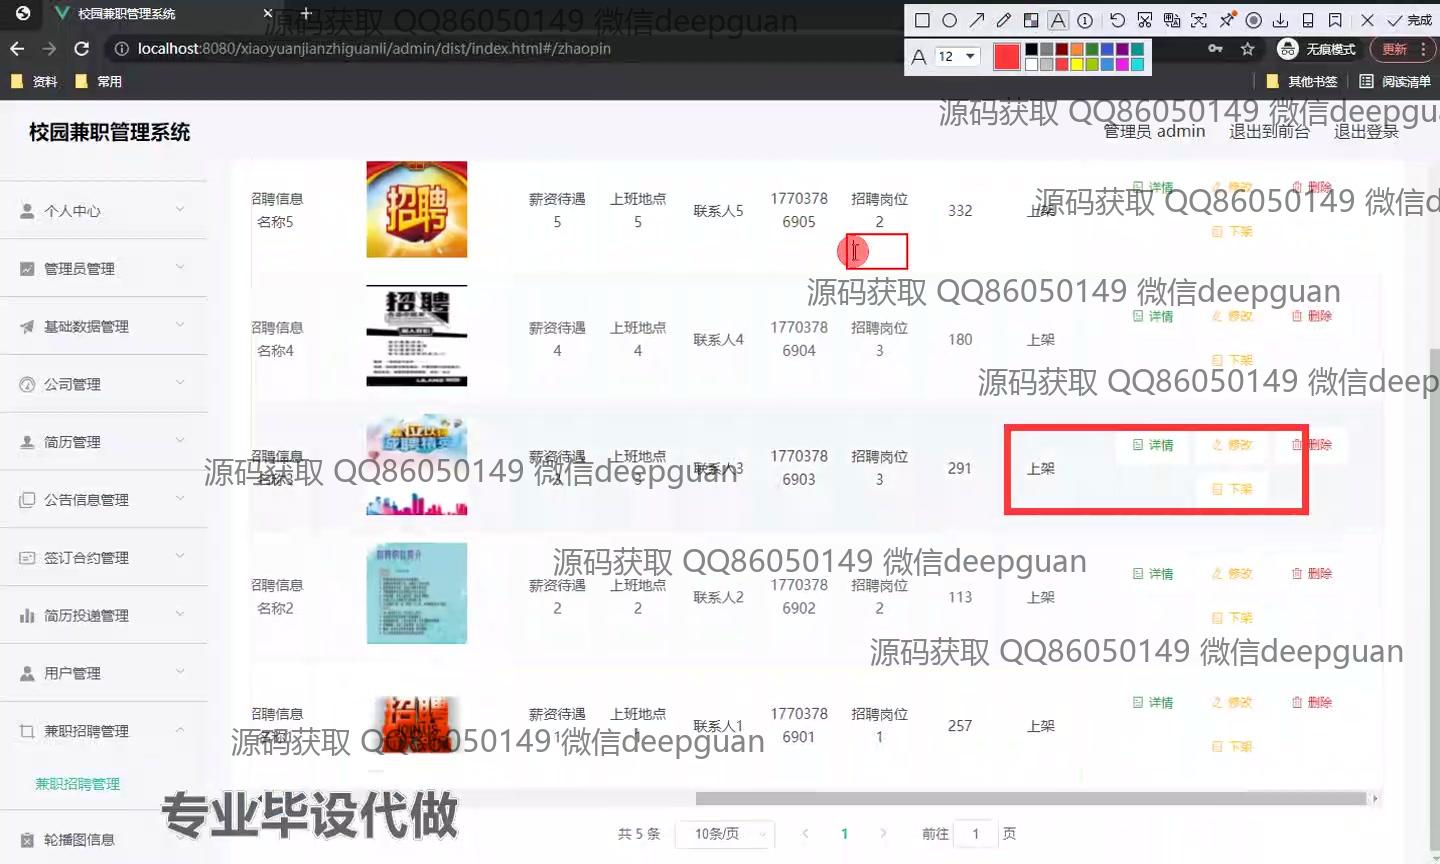 校园兼职管理系统
源码获取 QQ86050149 微信deepguan
12
完成
localhost:8080/xiaoyuanjianzhiguanli/admin/dist/index.html#/zhaopin
无痕模式
更新
资料
常用
其他书签
阅读清单
源码获取 QQ86050149 微信deepgu
校园兼职管理系统
管理员 admin
退出到前台
退出登录
个人中心
管理员管理
基础数据管理
公司管理
简历管理
公告信息管理
签订合约管理
简历投递管理
用户管理
兼职招聘管理
兼职招聘管理
轮播图信息
招聘信息名称5
招聘
薪资待遇5
上班地点5
联系人5
17703786905
招聘岗位2
332
上架
详情
修改
删除
下架
源码获取 QQ86050149 微信d
源码获取 QQ86050149 微信deepguan
招聘信息名称4
招聘
薪资待遇4
上班地点4
联系人4
17703786904
招聘岗位3
180
上架
详情
修改
删除
下架
源码获取 QQ86050149 微信deep
招聘信息名称3
薪资待遇3
上班地点3
联系人3
17703786903
招聘岗位3
291
上架
详情
修改
删除
下架
源码获取 QQ86050149 微信deepguan
源码获取 QQ86050149 微信deepguan
招聘信息名称2
薪资待遇2
上班地点2
联系人2
17703786902
招聘岗位2
113
上架
详情
修改
删除
下架
源码获取 QQ86050149 微信deepguan
招聘信息名称1
招聘
薪资待遇1
上班地点1
联系人1
17703786901
招聘岗位1
257
上架
详情
修改
删除
下架
源码获取 QQ86050149 微信deepguan
专业毕设代做
共 5 条
10条/页
1
前往 1 页